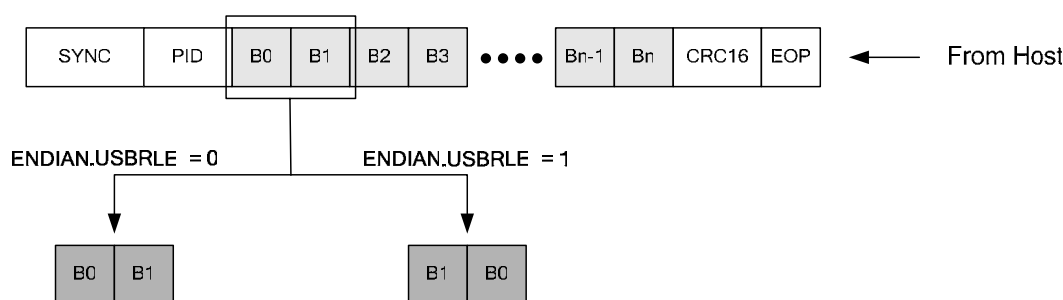 SYNC PID B0 B1 B2 B3 •••• Bn-1 Bn CRC16 EOP From Host
ENDIAN.USBRLE = 0 ENDIAN.USBRLE = 1
B0 B1 B1 B0